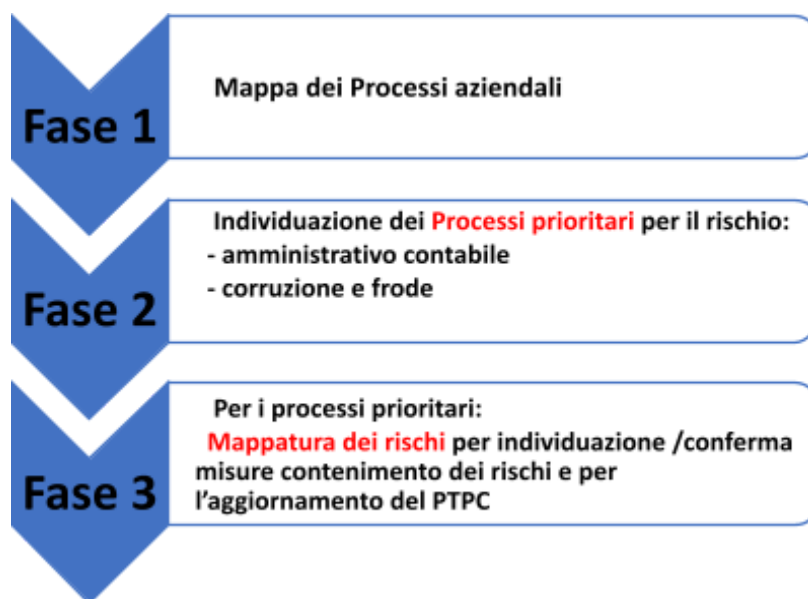 Fase 1
Mappa dei Processi aziendali
Fase 2
Individuazione dei Processi prioritari per il rischio:
- amministrativo contabile
- corruzione e frode
Fase 3
Per i processi prioritari:
Mappatura dei rischi per individuazione /conferma
misure contenimento dei rischi e per
l’aggiornamento del PTPC